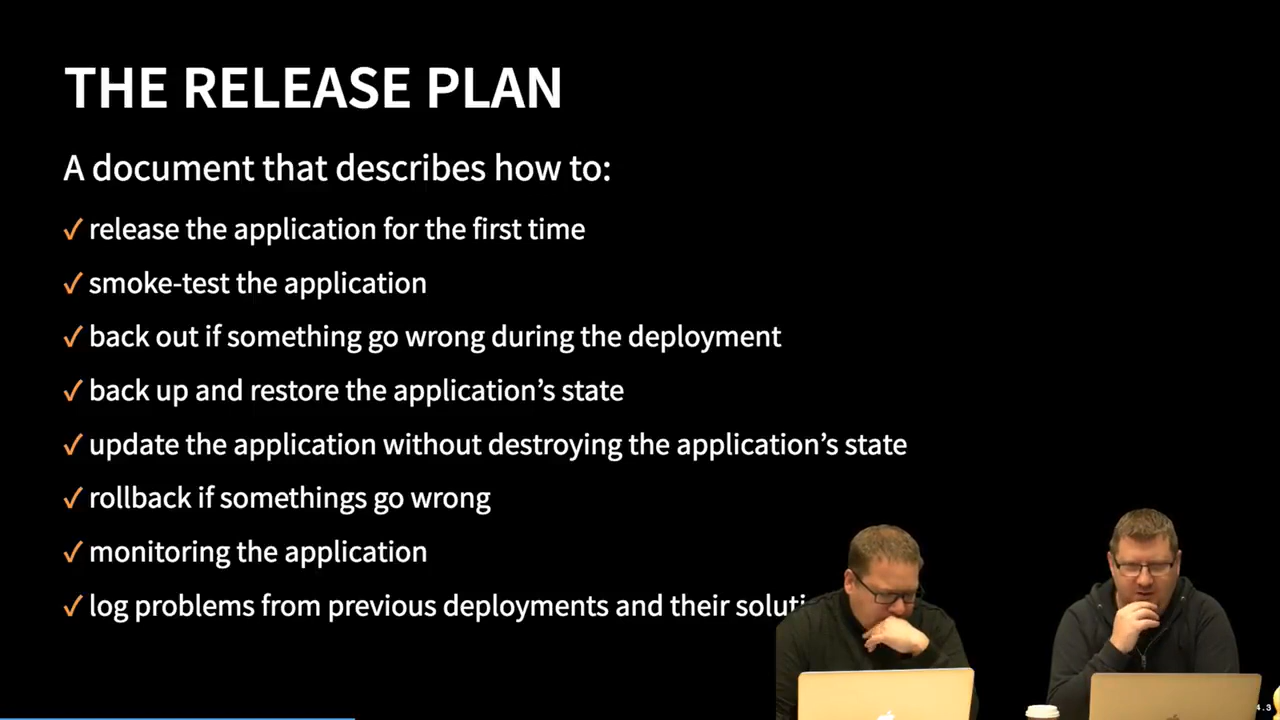 THE RELEASE PLAN
A document that describes how to:
✓ release the application for the first time
✓ smoke-test the application
✓ back out if something go wrong during the deployment
✓ back up and restore the application’s state
✓ update the application without destroying the application’s state
✓ rollback if somethings go wrong
✓ monitoring the application
✓ log problems from previous deployments and their